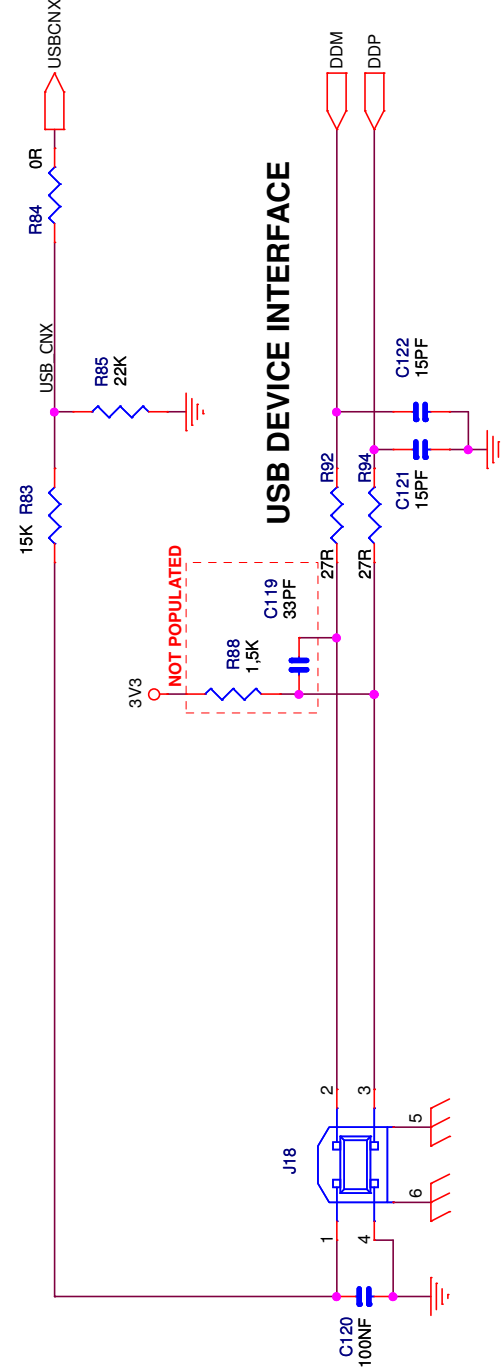 USBCNX
R84
0R
USB_CNX
R85
22K
15K
R83
USB DEVICE INTERFACE
DDM
DDP
NOT POPULATED
3V3
R88
1,5K
C119
33PF
R92
27R
R94
27R
C122
15PF
C121
15PF
J18
1
2
3
4
5
6
C120
100NF